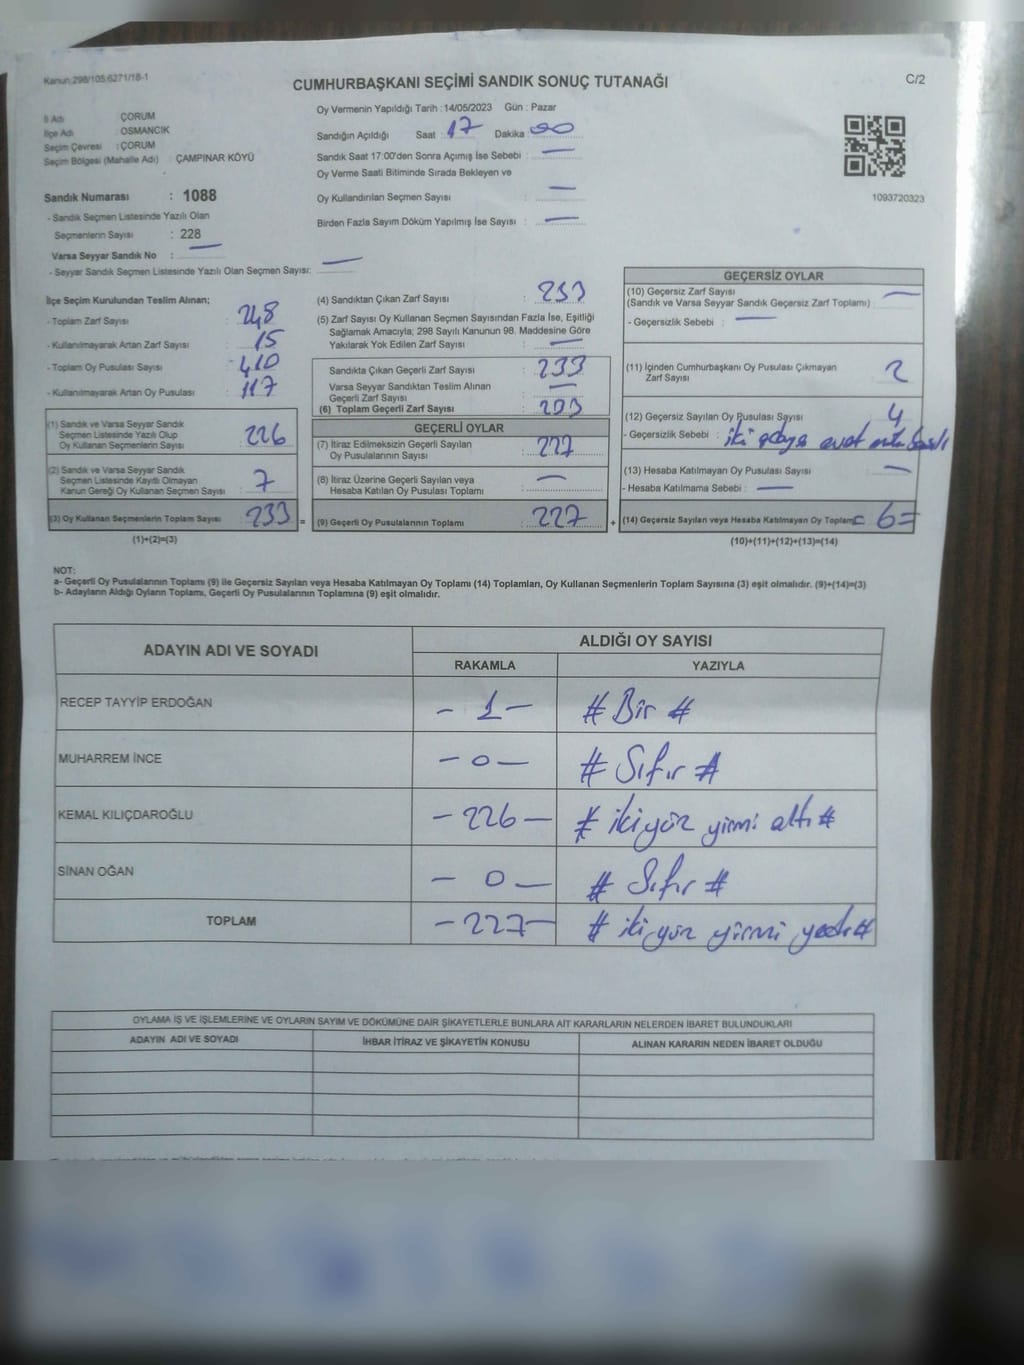 Kanun 298/105,6271/18-1
CUMHURBAŞKANI SEÇİMİ SANDIK SONUÇ TUTANAĞI
C/2
İl Adı : ÇORUM
İlçe Adı : OSMANCIK
Seçim Çevresi : ÇORUM
Seçim Bölgesi (Mahalle Adı) : ÇAMPINAR KÖYÜ
Sandık Numarası : 1088
- Sandık Seçmen Listesinde Yazılı Olan
Seçmenlerin Sayısı : 228
Varsa Seyyar Sandık No : —
- Seyyar Sandık Seçmen Listesinde Yazılı Olan Seçmen Sayısı: —
Oy Vermenin Yapıldığı Tarih : 14/05/2023 Gün : Pazar
Sandığın Açıldığı Saat : 17 Dakika : 00
Sandık Saat 17:00'den Sonra Açımış İse Sebebi : —
Oy Verme Saati Bitiminde Sırada Bekleyen ve
Oy Kullandırılan Seçmen Sayısı : —
Birden Fazla Sayım Döküm Yapılmış İse Sayısı : —
1093720323
İlçe Seçim Kurulundan Teslim Alınan;
- Toplam Zarf Sayısı : 248
- Kullanılmayarak Artan Zarf Sayısı : 15
- Toplam Oy Pusulası Sayısı : 410
- Kullanılmayarak Artan Oy Pusulası : 117
(1) Sandık ve Varsa Seyyar Sandık
Seçmen Listesinde Yazılı Olup
Oy Kullanan Seçmenlerin Sayısı : 226
(2) Sandık ve Varsa Seyyar Sandık
Seçmen Listesinde Kayıtlı Olmayan
Kanun Gereği Oy Kullanan Seçmen Sayısı : 7
(3) Oy Kullanan Seçmenlerin Toplam Sayısı : 233 =
(1)+(2)=(3)
(4) Sandıktan Çıkan Zarf Sayısı : 233
(5) Zarf Sayısı Oy Kullanan Seçmen Sayısından Fazla İse, Eşitliği
Sağlamak Amacıyla; 298 Sayılı Kanunun 98. Maddesine Göre
Yakılarak Yok Edilen Zarf Sayısı : —
Sandıkta Çıkan Geçerli Zarf Sayısı : 233
Varsa Seyyar Sandıktan Teslim Alınan
Geçerli Zarf Sayısı : —
(6) Toplam Geçerli Zarf Sayısı : 233
GEÇERLİ OYLAR
(7) İtiraz Edilmeksizin Geçerli Sayılan
Oy Pusulalarının Sayısı : 227
(8) İtiraz Üzerine Geçerli Sayılan veya
Hesaba Katılan Oy Pusulası Toplamı : —
(9) Geçerli Oy Pusulalarının Toplamı : 227 +
GEÇERSİZ OYLAR
(10) Geçersiz Zarf Sayısı : —
(Sandık ve Varsa Seyyar Sandık Geçersiz Zarf Toplamı)
- Geçersizlik Sebebi : —
(11) İçinden Cumhurbaşkanı Oy Pusulası Çıkmayan
Zarf Sayısı 2
(12) Geçersiz Sayılan Oy Pusulası Sayısı 4
- Geçersizlik Sebebi : iki adaya evet
(13) Hesaba Katılmayan Oy Pusulası Sayısı —
- Hesaba Katılmama Sebebi : —
(14) Geçersiz Sayılan veya Hesaba Katılmayan Oy Toplamı = 6 =
(10)+(11)+(12)+(13)=(14)
NOT:
a- Geçerli Oy Pusulalarının Toplamı (9) ile Geçersiz Sayılan veya Hesaba Katılmayan Oy Toplamı (14) Toplamları, Oy Kullanan Seçmenlerin Toplam Sayısına (3) eşit olmalıdır. (9)+(14)=(3)
b- Adayların Aldığı Oyların Toplamı, Geçerli Oy Pusulalarının Toplamına (9) eşit olmalıdır.
ADAYIN ADI VE SOYADI
ALDIĞI OY SAYISI
RAKAMLA YAZIYLA
RECEP TAYYİP ERDOĞAN - 1 - # Bir #
MUHARREM İNCE - 0 - # Sıfır #
KEMAL KILIÇDAROĞLU - 226 - # ikiyüz yirmi altı #
SİNAN OĞAN - 0 - # Sıfır #
TOPLAM - 227 - # ikiyüz yirmi yedi #
OYLAMA İŞ VE İŞLEMLERİNE VE OYLARIN SAYIM VE DÖKÜMÜNE DAİR ŞİKAYETLERLE BUNLARA AİT KARARLARIN NELERDEN İBARET BULUNDUKLARI
ADAYIN ADI VE SOYADI İHBAR İTİRAZ VE ŞİKAYETİN KONUSU ALINAN KARARIN NEDEN İBARET OLDUĞU